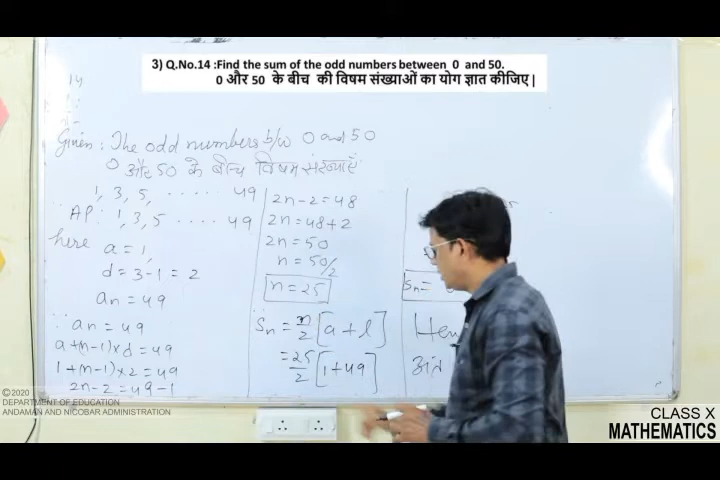 3) Q.No.14 :Find the sum of the odd numbers between 0 and 50.
0 और 50 के बीच की विषम संख्याओं का योग ज्ञात कीजिए |
14
Given : The odd numbers b/w 0 and 50
0 और 50 के बीच विषम संख्याएँ
1, 3, 5, .... 49
AP: 1, 3, 5 .... 49
here a = 1,
d = 3-1 = 2
an = 49
∵ an = 49
a+(n-1)xd = 49
1+(n-1)x2 = 49
2n-2 = 49-1
2n-2 = 48
2n = 48+2
2n = 50
n = 50/2
n = 25
∵ Sn = n/2 [a+l]
= 25/2 [1+49]
Sn =
©2020
DEPARTMENT OF EDUCATION
ANDAMAN AND NICOBAR ADMINISTRATION
CLASS X
MATHEMATICS